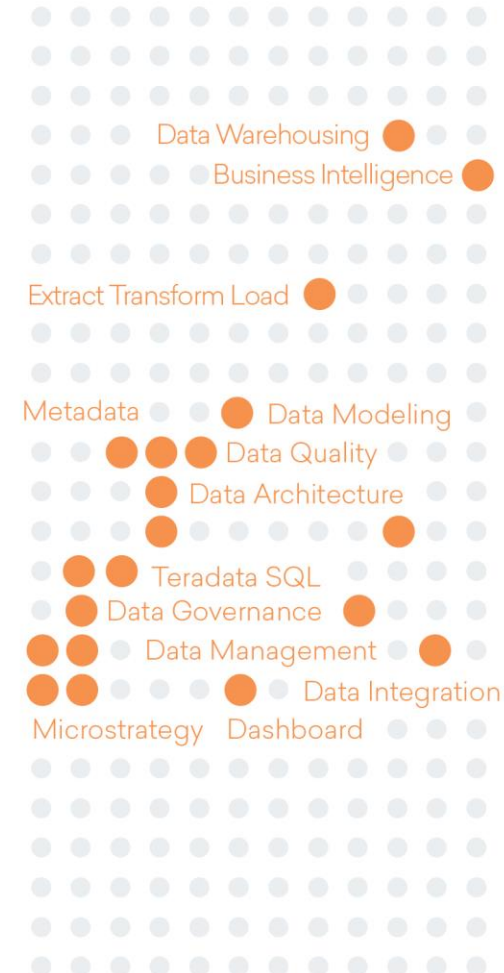 Data Warehousing
Business Intelligence
Extract Transform Load
Metadata
Data Modeling
Data Quality
Data Architecture
Teradata SQL
Data Governance
Data Management
Data Integration
Microstrategy
Dashboard